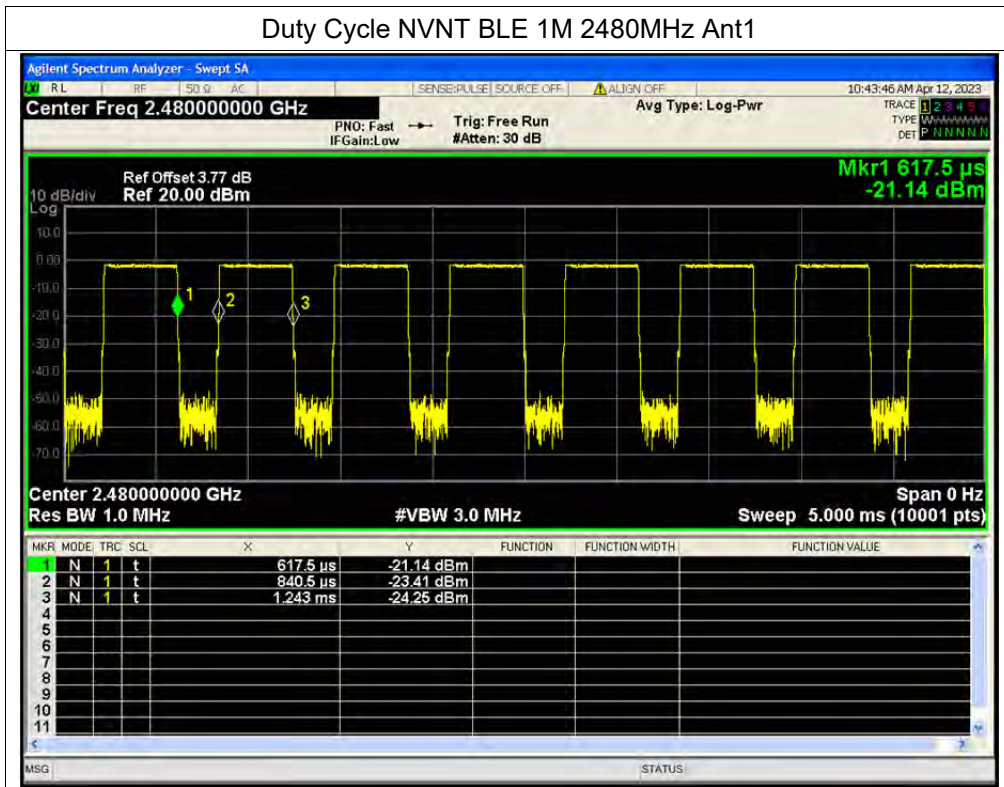 Duty Cycle NVNT BLE 1M 2480MHz Ant1
Agilent Spectrum Analyzer - Swept SA
LXI RL RF 50 Ω AC SENSE:PULSE SOURCE OFF ALIGN OFF 10:43:46 AM Apr 12, 2023
Center Freq 2.480000000 GHz
Avg Type: Log-Pwr
TRACE 1 2 3 4 5 6
PNO: Fast Trig: Free Run
TYPE W
IFGain:Low #Atten: 30 dB
DET P N N N N N
Mkr1 617.5 µs
Ref Offset 3.77 dB
-21.14 dBm
10 dB/div Ref 20.00 dBm
Log
10.0
0.00
-10.0
1 2 3
-20.0
-30.0
-40.0
-50.0
-60.0
-70.0
Center 2.480000000 GHz Span 0 Hz
Res BW 1.0 MHz #VBW 3.0 MHz Sweep 5.000 ms (10001 pts)
MKR MODE TRC SCL X Y FUNCTION FUNCTION WIDTH FUNCTION VALUE
1 N 1 t 617.5 µs -21.14 dBm
2 N 1 t 840.5 µs -23.41 dBm
3 N 1 t 1.243 ms -24.25 dBm
4
5
6
7
8
9
10
11
MSG STATUS